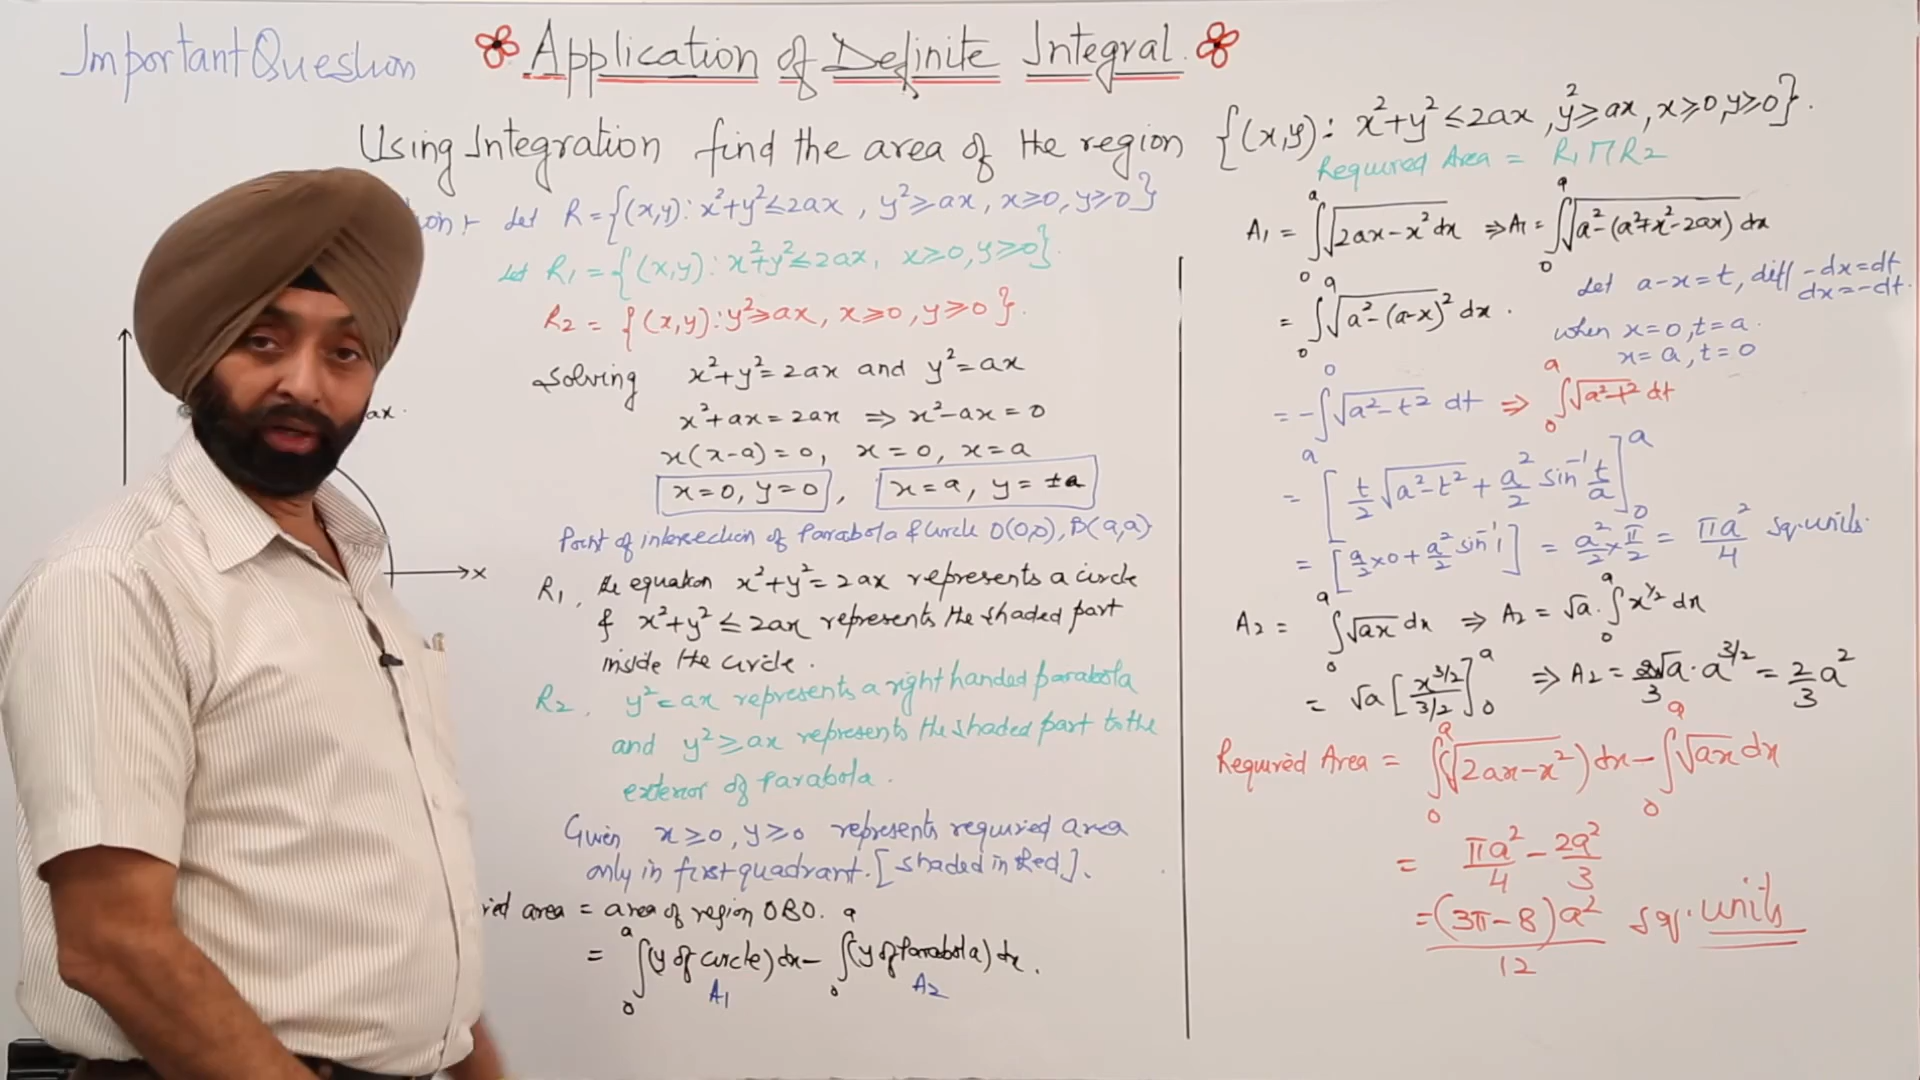 Important Question
Application of Definite Integral.
Using Integration find the area of the region {(x,y): x²+y² ≤ 2ax, y² ≥ ax, x ≥ 0, y ≥ 0}.
Let R = {(x,y): x²+y² ≤ 2ax, y² ≥ ax, x ≥ 0, y ≥ 0}
Let R₁ = {(x,y): x²+y² ≤ 2ax, x ≥ 0, y ≥ 0}.
R₂ = {(x,y): y² ≥ ax, x ≥ 0, y ≥ 0}.
Solving x²+y² = 2ax and y² = ax
x²+ax = 2ax ⇒ x²-ax = 0
x(x-a) = 0, x = 0, x = a
x = 0, y = 0, x = a, y = ±a
Point of intersection of Parabola & Circle O(0,0), B(a,a)
R₁, the equation x²+y² = 2ax represents a circle
& x²+y² ≤ 2ax represents the shaded part
inside the circle.
R₂, y² = ax represents a right handed parabola
and y² ≥ ax represents the shaded part to the
exterior of Parabola.
Given x ≥ 0, y ≥ 0 represents required area
only in first quadrant. [shaded in Red].
area = area of region OBO.
= ∫₀ᵃ (y of circle) dx - ∫₀ᵃ (y of Parabola) dx.
A₁ A₂
ax.
x
Required Area = R₁ ∩ R₂
A₁ = ∫₀ᵃ √(2ax-x²) dx ⇒ A₁ = ∫₀ᵃ √(a²-(a²+x²-2ax)) dx
= ∫₀ᵃ √(a²-(a-x)²) dx.
Let a-x = t, diff -dx = dt
dx = -dt.
when x = 0, t = a.
x = a, t = 0
= -∫ₐ⁰ √(a²-t²) dt ⇒ ∫₀ᵃ √(a²-t²) dt
= [t/2 √(a²-t²) + a²/2 sin⁻¹ t/a]₀ᵃ
= [a/2 × 0 + a²/2 sin⁻¹ 1] = a²/2 × π/2 = πa²/4 sq. units.
A₂ = ∫₀ᵃ √ax dx ⇒ A₂ = √a · ∫₀ᵃ x^1/2 dx
= √a [x^3/2 / 3/2]₀ᵃ ⇒ A₂ = 2√a/3 · a^3/2 = 2/3 a²
Required Area = ∫₀ᵃ (√(2ax-x²)) dx - ∫₀ᵃ √ax dx
= πa²/4 - 2a²/3
= (3π-8)a²/12 sq. units